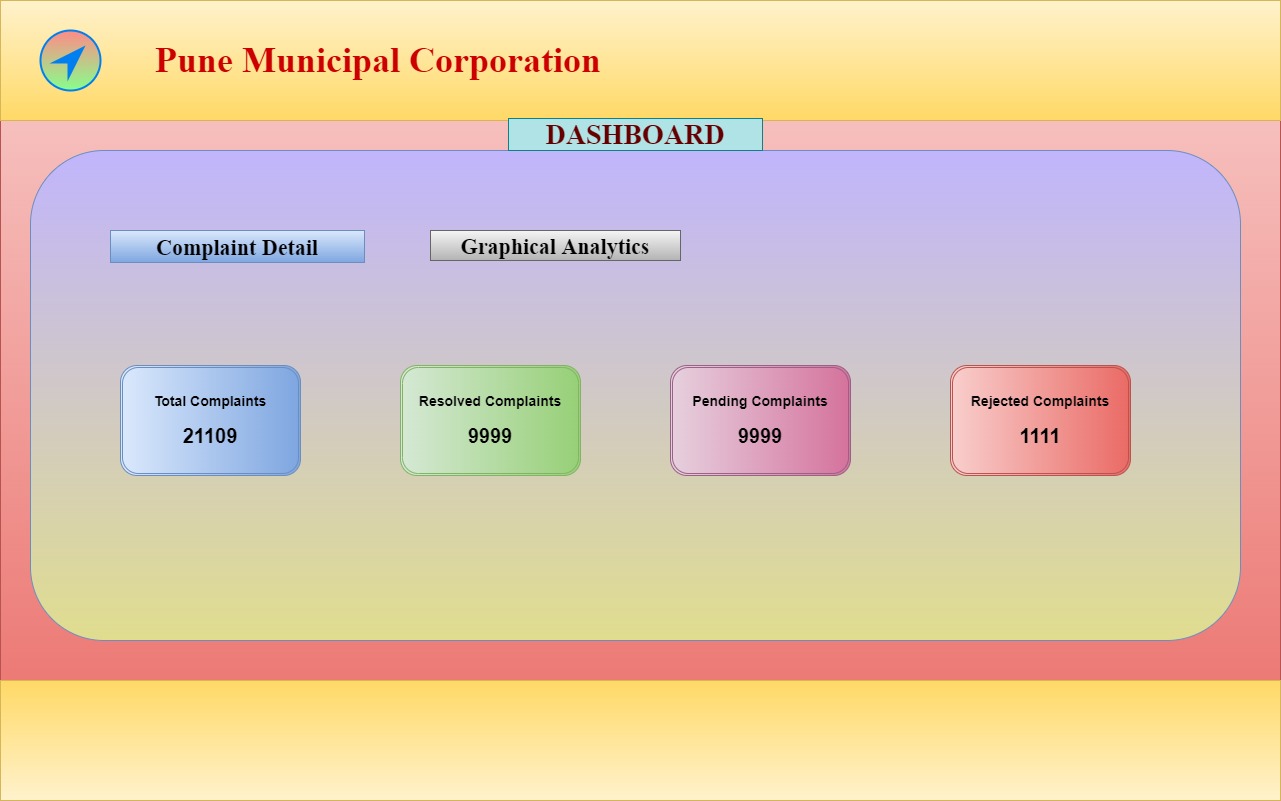 Pune Municipal Corporation
DASHBOARD
Complaint Detail
Graphical Analytics
Total Complaints
21109
Resolved Complaints
9999
Pending Complaints
9999
Rejected Complaints
1111